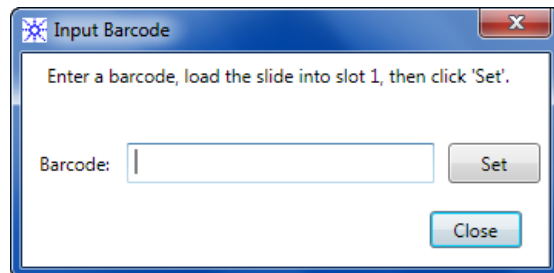 Input Barcode
Enter a barcode, load the slide into slot 1, then click 'Set'.
Barcode:
Set
Close